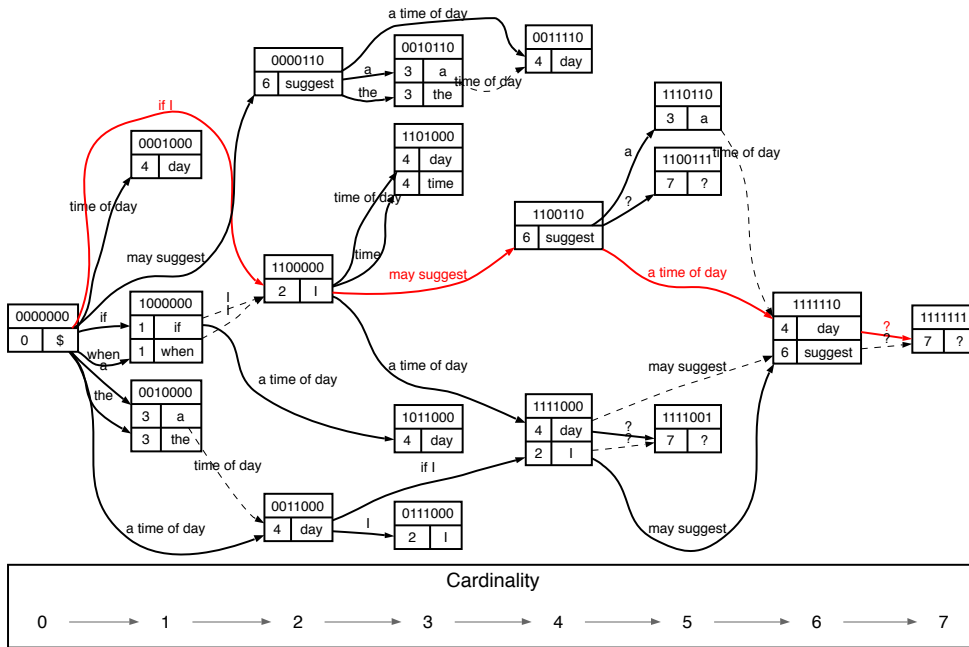 a time of day
0011110
4 day
0000110
6 suggest
0010110
3 a
3 the
a
the
time of day
if I
0001000
4 day
time of day
1101000
4 day
4 time
time of day
time
1110110
3 a
a
time of day
1100111
7 ?
?
1100110
6 suggest
may suggest
1100000
2 I
may suggest
a time of day
0000000
0 $
if
when
a
the
1000000
1 if
1 when
I
I
1111110
4 day
6 suggest
?
?
1111111
7 ?
0010000
3 a
3 the
a time of day
a time of day
may suggest
1011000
4 day
1111000
4 day
2 I
?
?
1111001
7 ?
time of day
if I
a time of day
0011000
4 day
I
0111000
2 I
may suggest
Cardinality
0 1 2 3 4 5 6 7